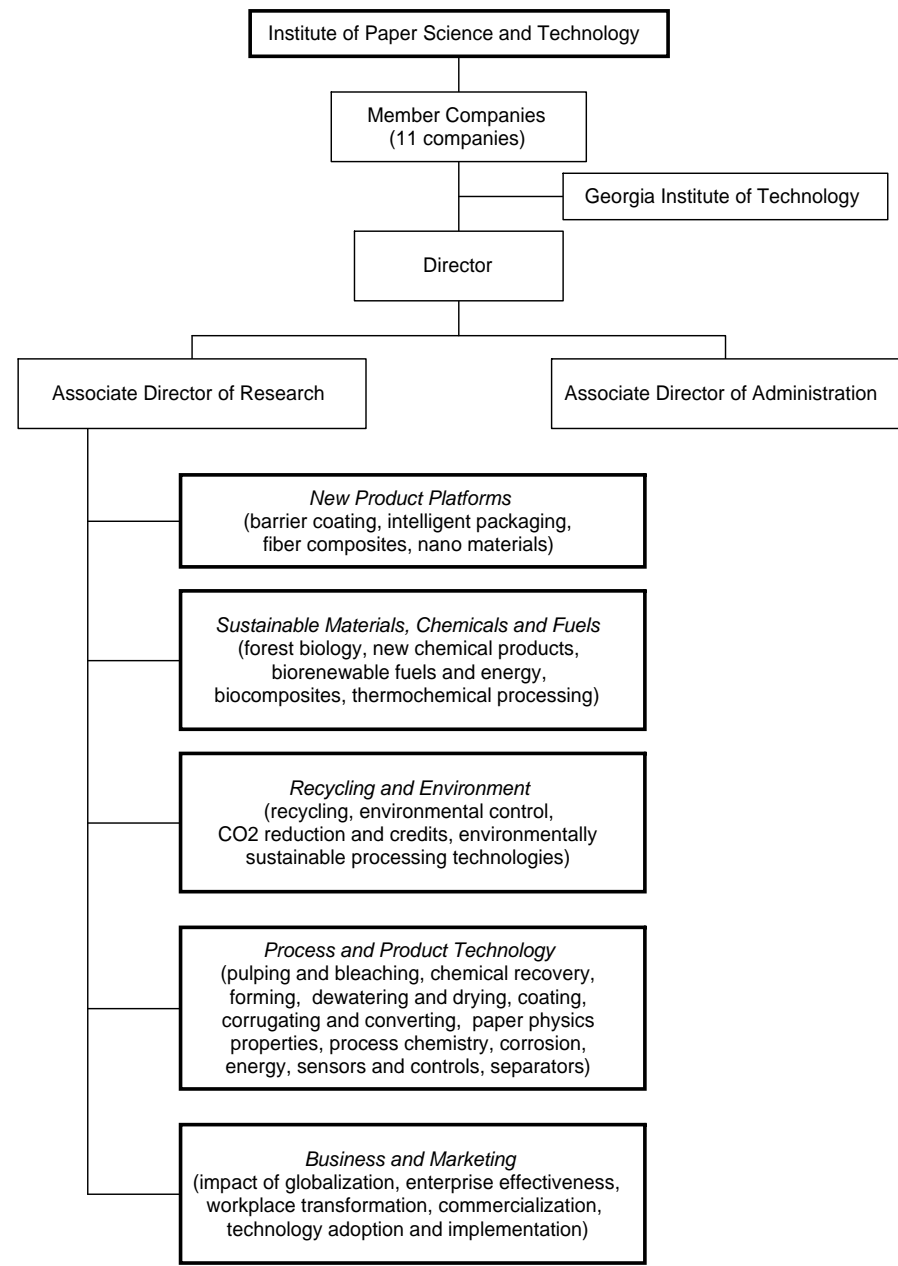 Institute of Paper Science and Technology
Member Companies
(11 companies)
Georgia Institute of Technology
Director
Associate Director of Research
Associate Director of Administration
New Product Platforms
(barrier coating, intelligent packaging,
fiber composites, nano materials)
Sustainable Materials, Chemicals and Fuels
(forest biology, new chemical products,
biorenewable fuels and energy,
biocomposites, thermochemical processing)
Recycling and Environment
(recycling, environmental control,
CO2 reduction and credits, environmentally
sustainable processing technologies)
Process and Product Technology
(pulping and bleaching, chemical recovery,
forming,  dewatering and drying, coating,
corrugating and converting,  paper physics
properties, process chemistry, corrosion,
energy, sensors and controls, separators)
Business and Marketing
(impact of globalization, enterprise effectiveness,
workplace transformation, commercialization,
technology adoption and implementation)